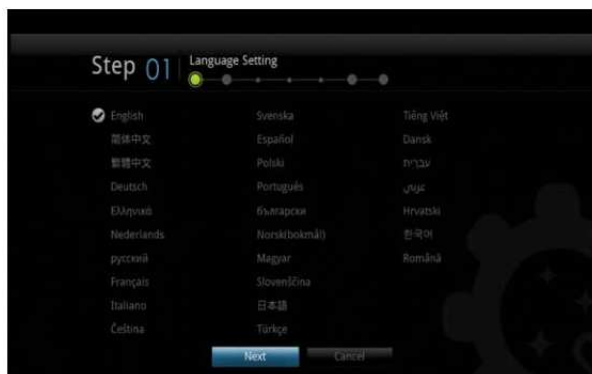 Step 01 Language Setting
English
简体中文
繁體中文
Deutsch
Ελληνικά
Nederlands
русский
Français
Italiano
Čeština
Svenska
Español
Polski
Português
български
Norsk(bokmål)
Magyar
Slovenščina
日本語
Türkçe
Tiếng Việt
Dansk
עברית
عربي
Hrvatski
한국어
Română
Next
Cancel